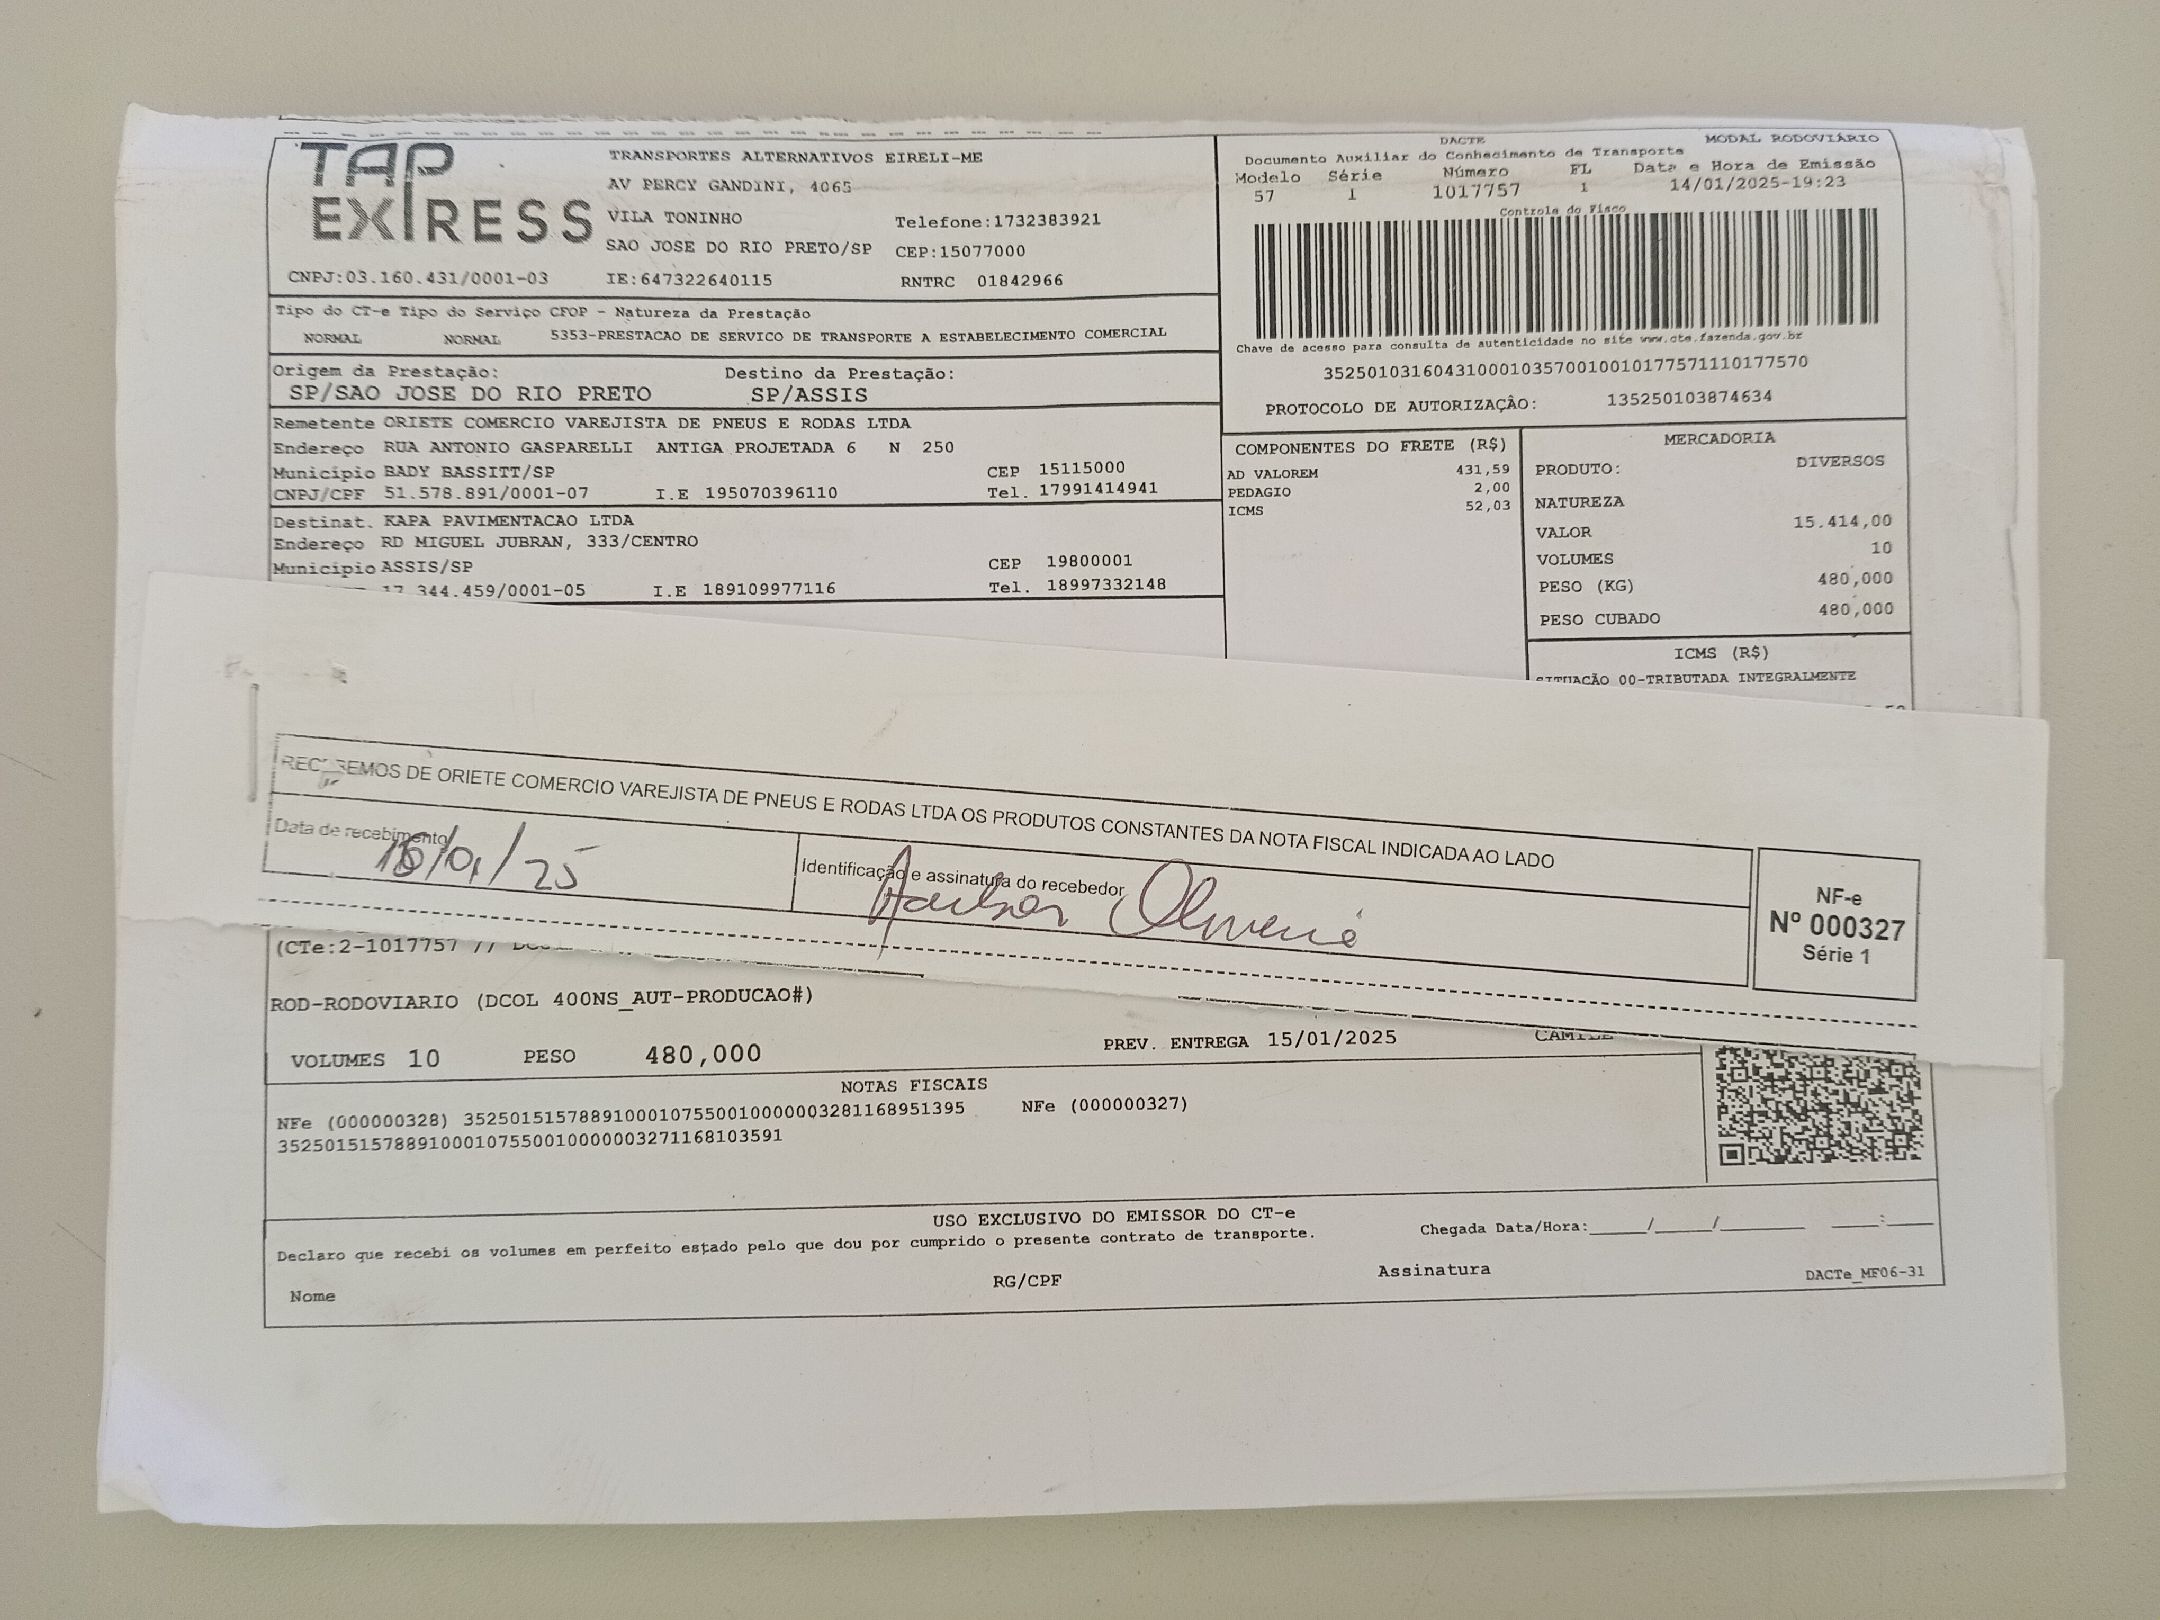 TAP EXPRESS
TRANSPORTES ALTERNATIVOS EIRELI-ME
AV PERCY GANDINI, 4065
VILA TONINHO Telefone:1732383921
SAO JOSE DO RIO PRETO/SP CEP:15077000
CNPJ:03.160.431/0001-03 IE:647322640115 RNTRC 01842966
DACTE MODAL RODOVIÁRIO
Documento Auxiliar do Conhecimento de Transporte
Modelo Série Número FL Data e Hora de Emissão
57 1 1017757 1 14/01/2025-19:23
Controle do Fisco
Chave de acesso para consulta de autenticidade no site www.cte.fazenda.gov.br
35250103160431000103570010010177571110177570
PROTOCOLO DE AUTORIZAÇÃO: 135250103874634
Tipo do CT-e Tipo do Serviço CFOP - Natureza da Prestação
NORMAL NORMAL 5353-PRESTACAO DE SERVICO DE TRANSPORTE A ESTABELECIMENTO COMERCIAL
Origem da Prestação: Destino da Prestação:
SP/SAO JOSE DO RIO PRETO SP/ASSIS
Remetente ORIETE COMERCIO VAREJISTA DE PNEUS E RODAS LTDA
Endereço RUA ANTONIO GASPARELLI ANTIGA PROJETADA 6 N 250
Município BADY BASSITT/SP CEP 15115000
CNPJ/CPF 51.578.891/0001-07 I.E 195070396110 Tel. 17991414941
Destinat. KAPA PAVIMENTACAO LTDA
Endereço RD MIGUEL JUBRAN, 333/CENTRO
Município ASSIS/SP CEP 19800001
17 344.459/0001-05 I.E 189109977116 Tel. 18997332148
COMPONENTES DO FRETE (R$)
AD VALOREM 431,59
PEDAGIO 2,00
ICMS 52,03
MERCADORIA
PRODUTO: DIVERSOS
NATUREZA
VALOR 15.414,00
VOLUMES 10
PESO (KG) 480,000
PESO CUBADO 480,000
ICMS (R$)
SITUAÇÃO 00-TRIBUTADA INTEGRALMENTE
RECEBEMOS DE ORIETE COMERCIO VAREJISTA DE PNEUS E RODAS LTDA OS PRODUTOS CONSTANTES DA NOTA FISCAL INDICADA AO LADO
Data de recebimento Identificação e assinatura do recebedor
/01/25
NF-e
Nº 000327
Série 1
(CTe:2-1017757 //
ROD-RODOVIARIO (DCOL 400NS_AUT-PRODUCAO#)
VOLUMES 10 PESO 480,000 PREV. ENTREGA 15/01/2025
NOTAS FISCAIS
NFe (000000328) 35250151578891000107550010000003281168951395 NFe (000000327)
35250151578891000107550010000003271168103591
USO EXCLUSIVO DO EMISSOR DO CT-e
Declaro que recebi os volumes em perfeito estado pelo que dou por cumprido o presente contrato de transporte. Chegada Data/Hora:_____/_____/________ ____:____
Nome RG/CPF Assinatura DACTe_MF06-31